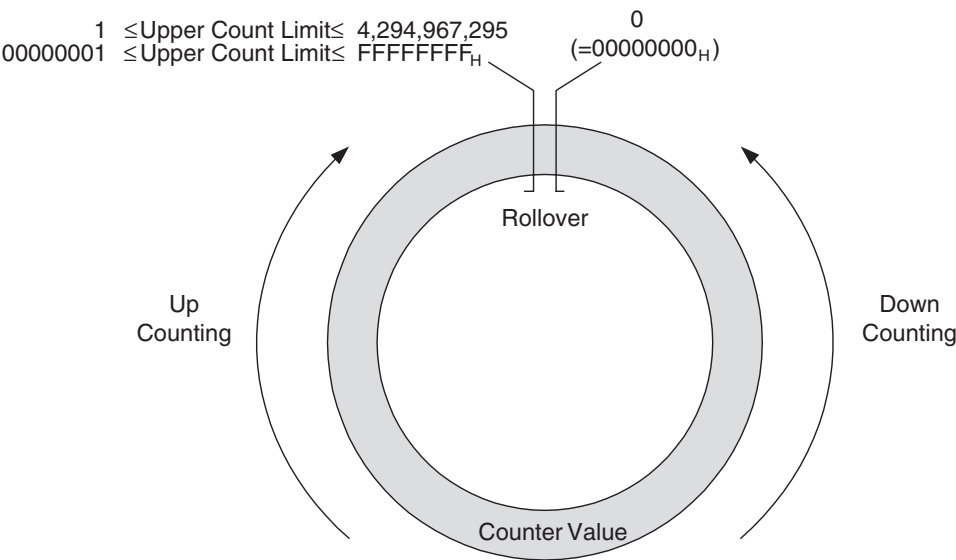 1 ≤Upper Count Limit≤ 4,294,967,295
00000001 ≤Upper Count Limit≤ FFFFFFFFH
0
(=00000000H)
Rollover
Up
Counting
Down
Counting
Counter Value